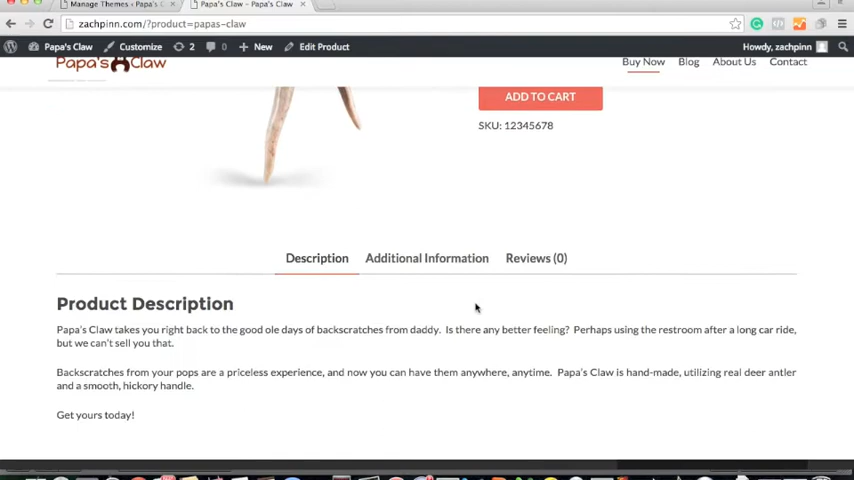 Manage Themes ‹ Papa's C
Papa's Claw – Papa's Claw
zachpinn.com/?product=papas-claw
Papa's Claw Customize 2 0 New Edit Product Howdy, zachpinn
Papa's Claw Buy Now Blog About Us Contact
ADD TO CART
SKU: 12345678
Description Additional Information Reviews (0)
Product Description
Papa's Claw takes you right back to the good ole days of backscratches from daddy. Is there any better feeling? Perhaps using the restroom after a long car ride,
but we can't sell you that.
Backscratches from your pops are a priceless experience, and now you can have them anywhere, anytime. Papa's Claw is hand-made, utilizing real deer antler
and a smooth, hickory handle.
Get yours today!